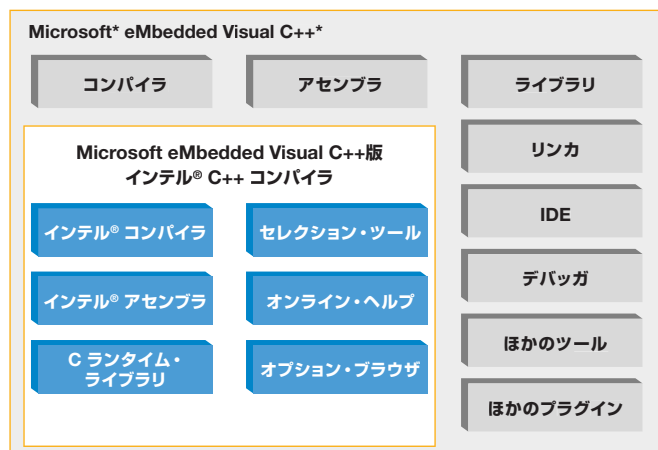 Microsoft* eMbedded Visual C++*
コンパイラ
アセンブラ
ライブラリ
リンカ
IDE
デバッガ
ほかのツール
ほかのプラグイン
Microsoft eMbedded Visual C++版
インテル® C++ コンパイラ
インテル® コンパイラ
セレクション・ツール
インテル® アセンブラ
オンライン・ヘルプ
C ランタイム・
ライブラリ
オプション・ブラウザ